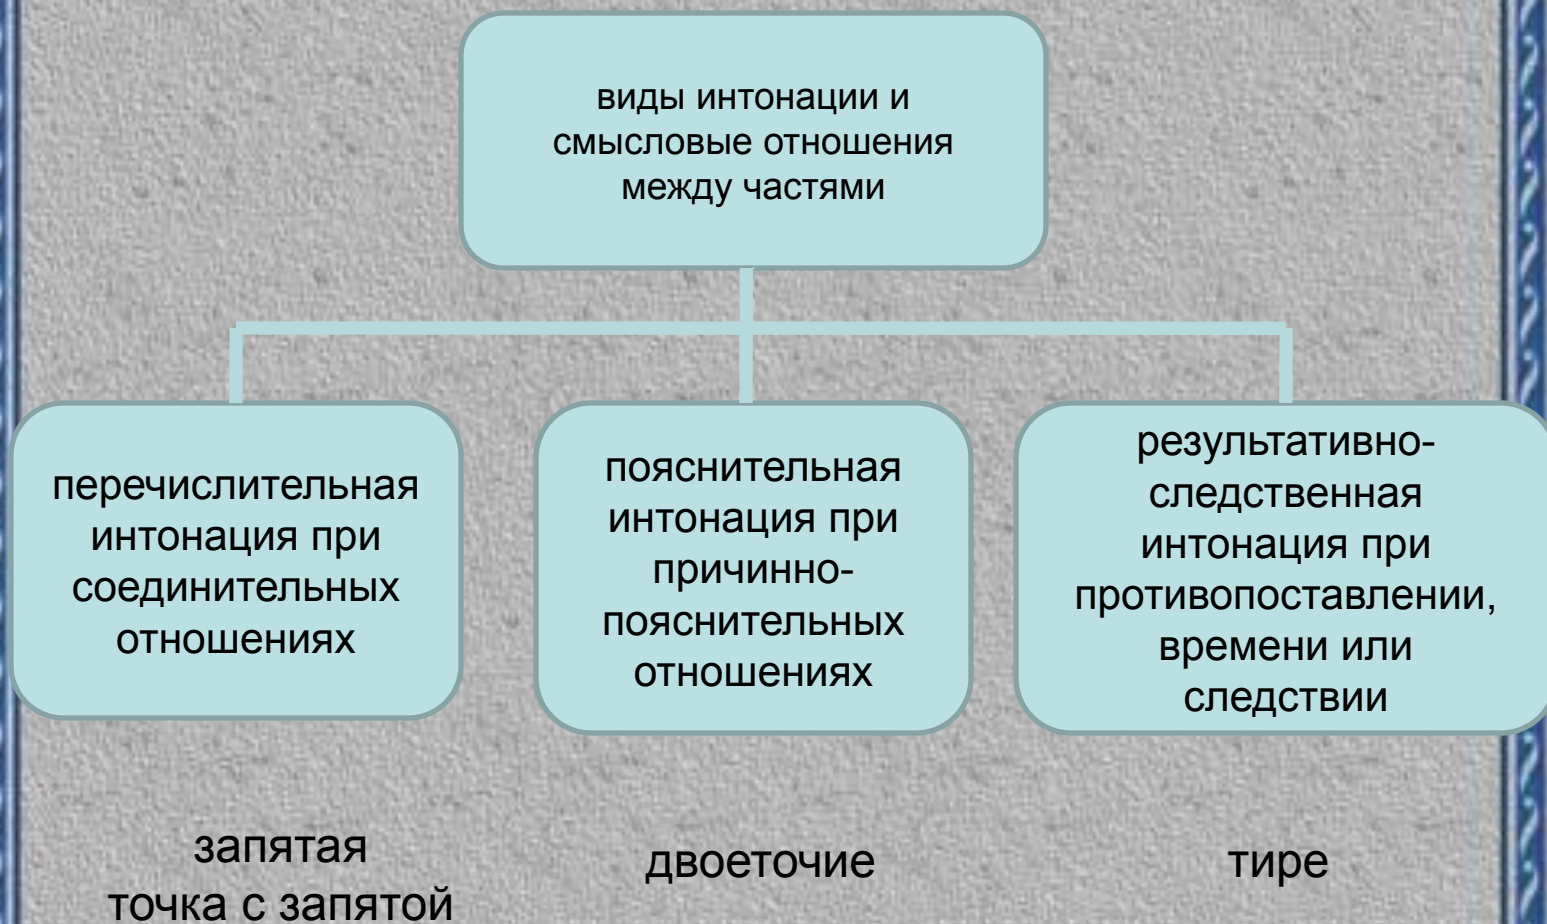 виды интонации и
смысловые отношения
между частями
перечислительная
интонация при
соединительных
отношениях
пояснительная
интонация при
причинно-
пояснительных
отношениях
результативно-
следственная
интонация при
противопоставлении,
времени или
следствии
запятая
точка с запятой
двоеточие
тире